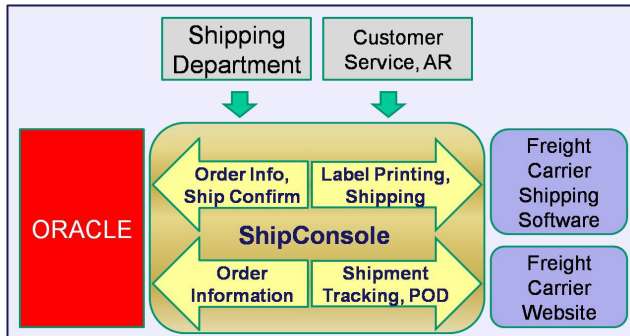 Shipping
Department
Customer
Service, AR
ORACLE
Order Info,
Ship Confirm
Label Printing,
Shipping
ShipConsole
Order
Information
Shipment
Tracking, POD
Freight
Carrier
Shipping
Software
Freight
Carrier
Website